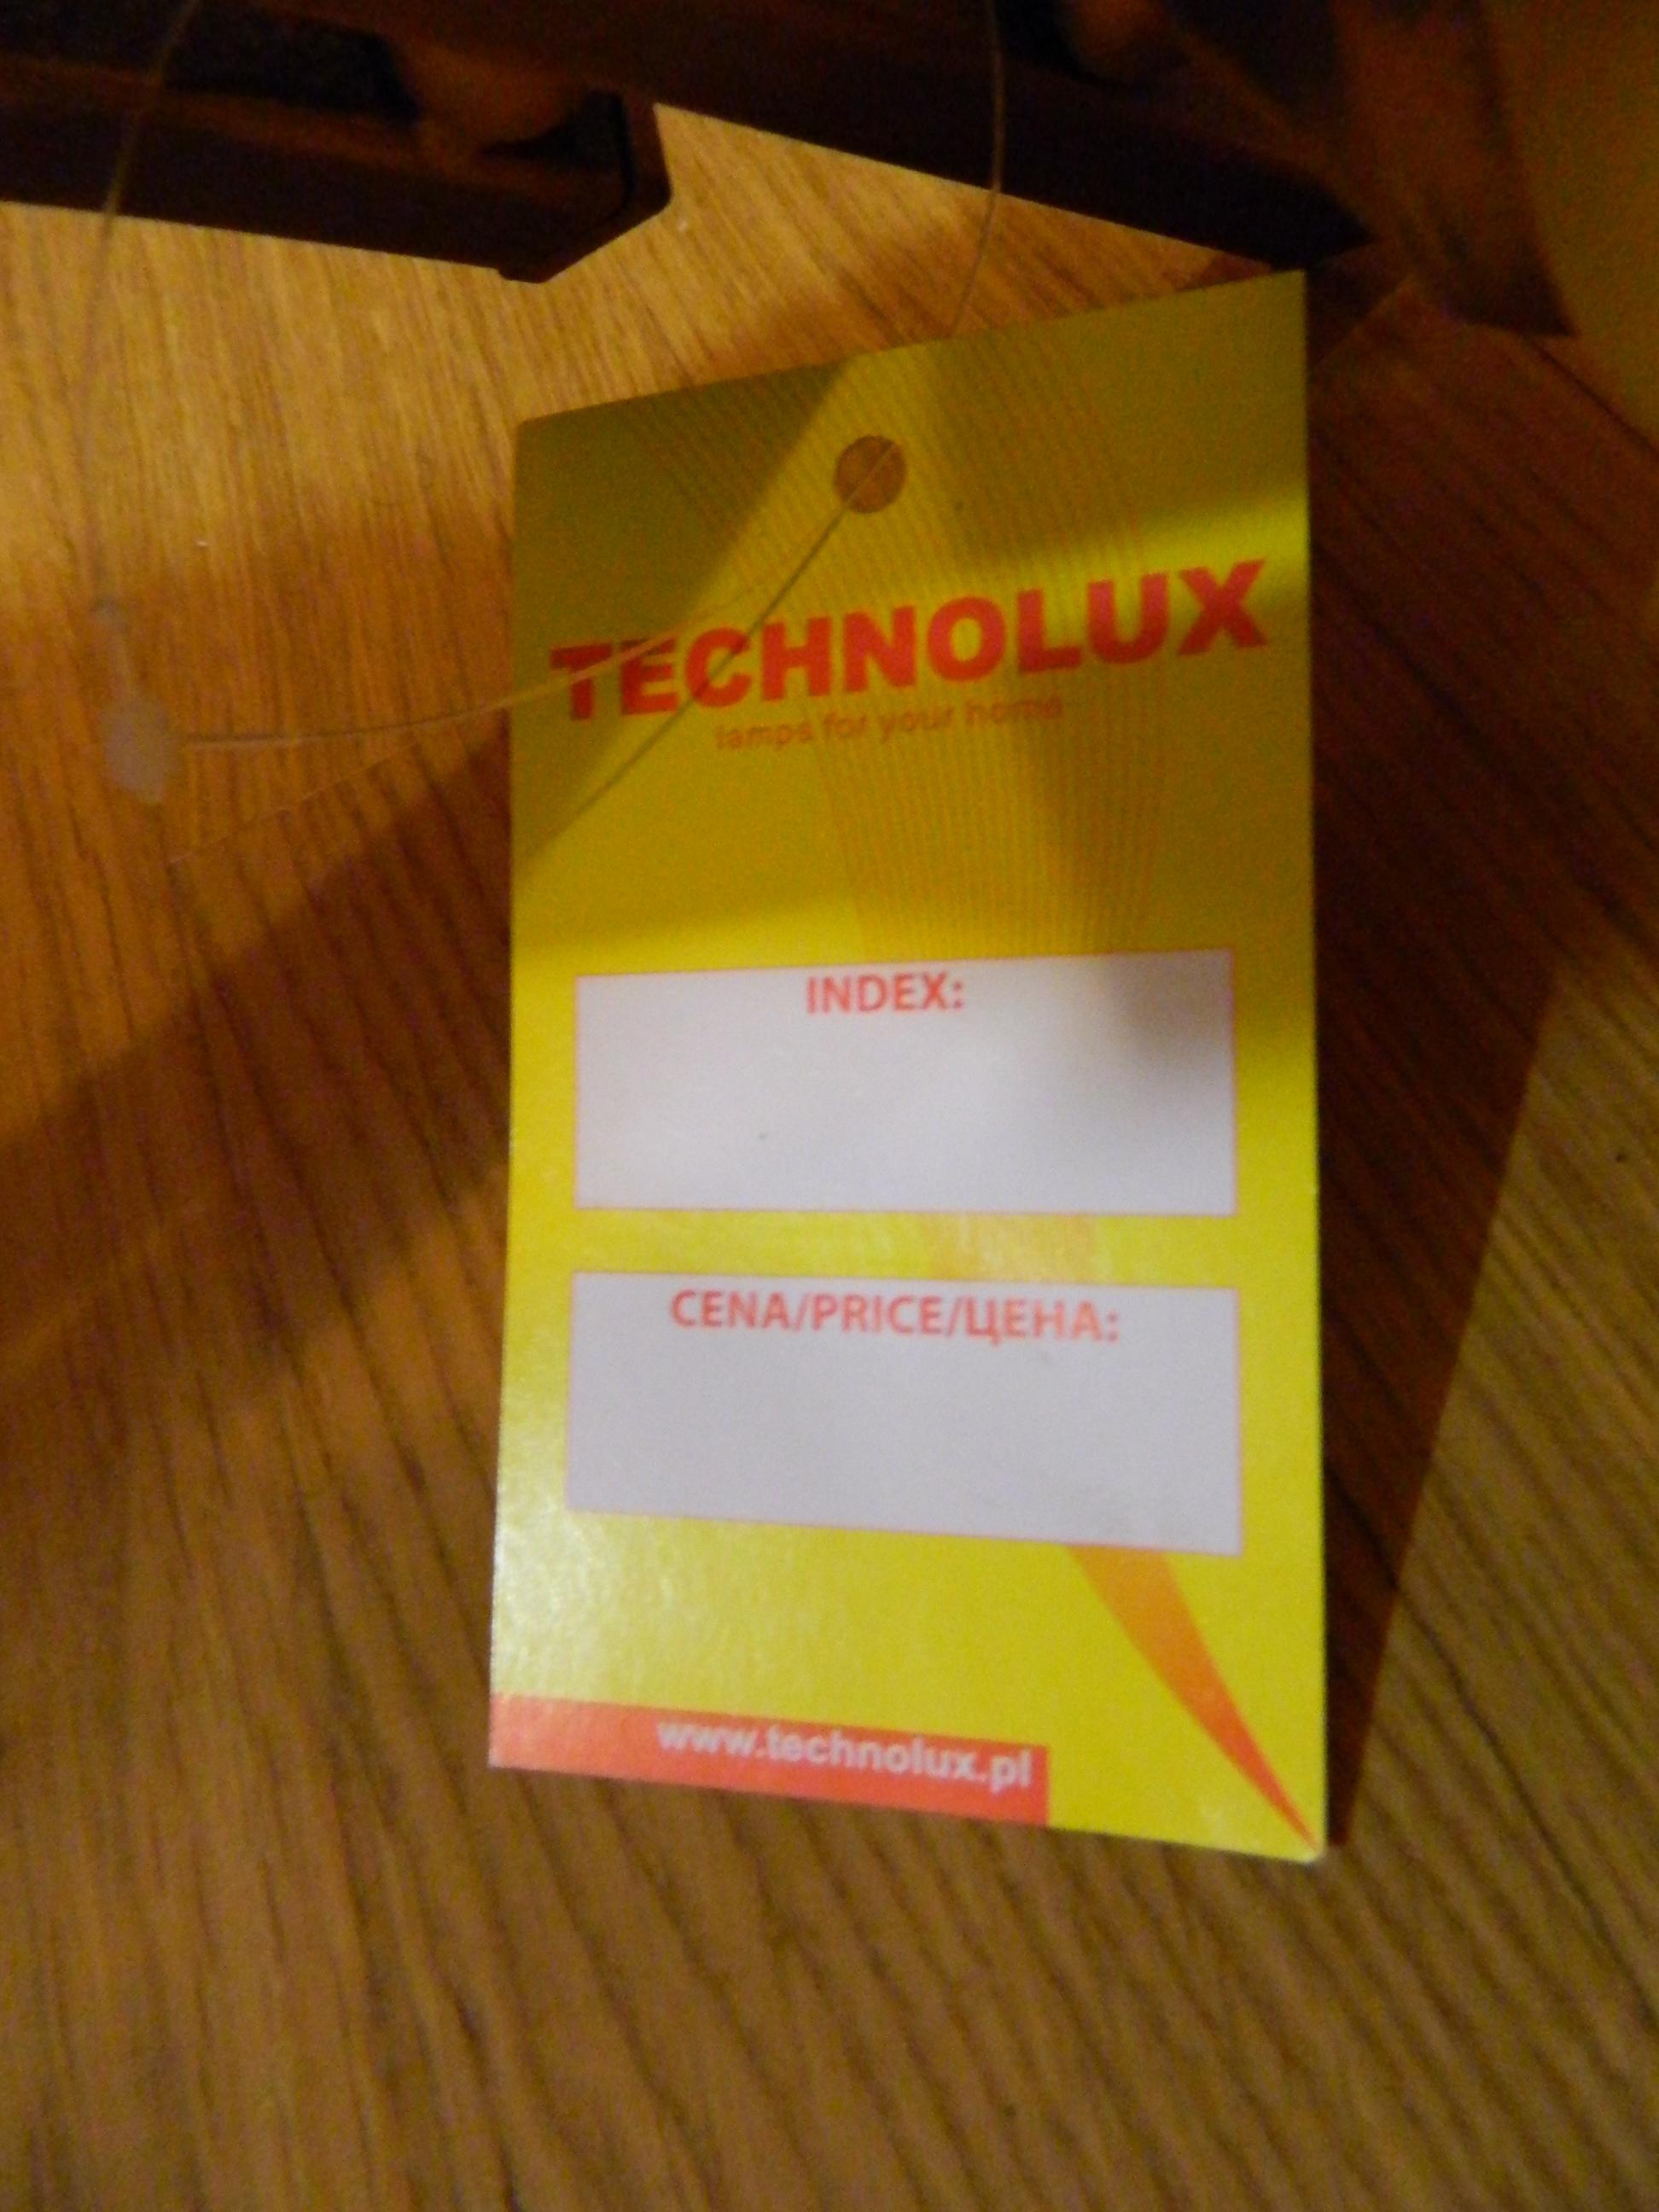 TECHNOLUX
lamps for your home
INDEX:
CENA/PRICE/ЦЕНА:
www.technolux.pl